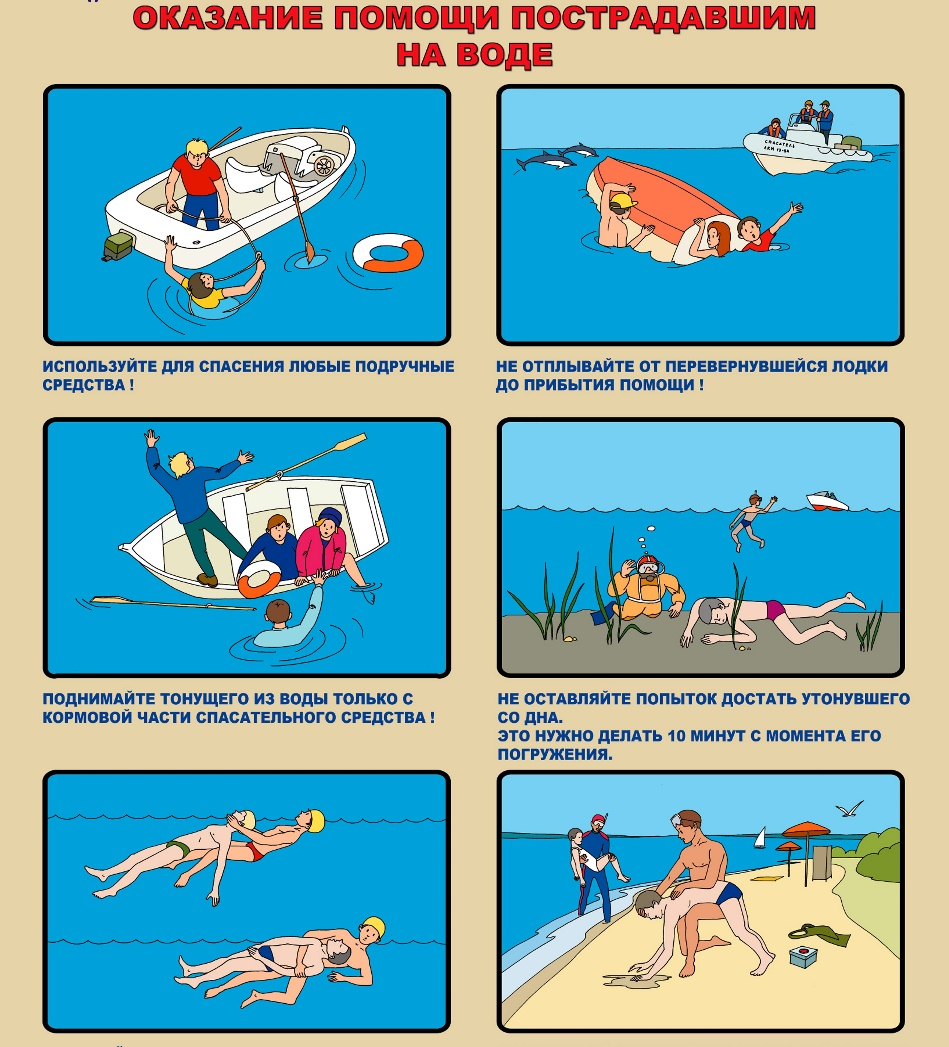 ОКАЗАНИЕ ПОМОЩИ ПОСТРАДАВШИМ
НА ВОДЕ
СПАСАТЕЛЬ
ИСПОЛЬЗУЙТЕ ДЛЯ СПАСЕНИЯ ЛЮБЫЕ ПОДРУЧНЫЕ
СРЕДСТВА !
НЕ ОТПЛЫВАЙТЕ ОТ ПЕРЕВЕРНУВШЕЙСЯ ЛОДКИ
ДО ПРИБЫТИЯ ПОМОЩИ !
ПОДНИМАЙТЕ ТОНУЩЕГО ИЗ ВОДЫ ТОЛЬКО С
КОРМОВОЙ ЧАСТИ СПАСАТЕЛЬНОГО СРЕДСТВА !
НЕ ОСТАВЛЯЙТЕ ПОПЫТОК ДОСТАТЬ УТОНУВШЕГО
СО ДНА.
ЭТО НУЖНО ДЕЛАТЬ 10 МИНУТ С МОМЕНТА ЕГО
ПОГРУЖЕНИЯ.